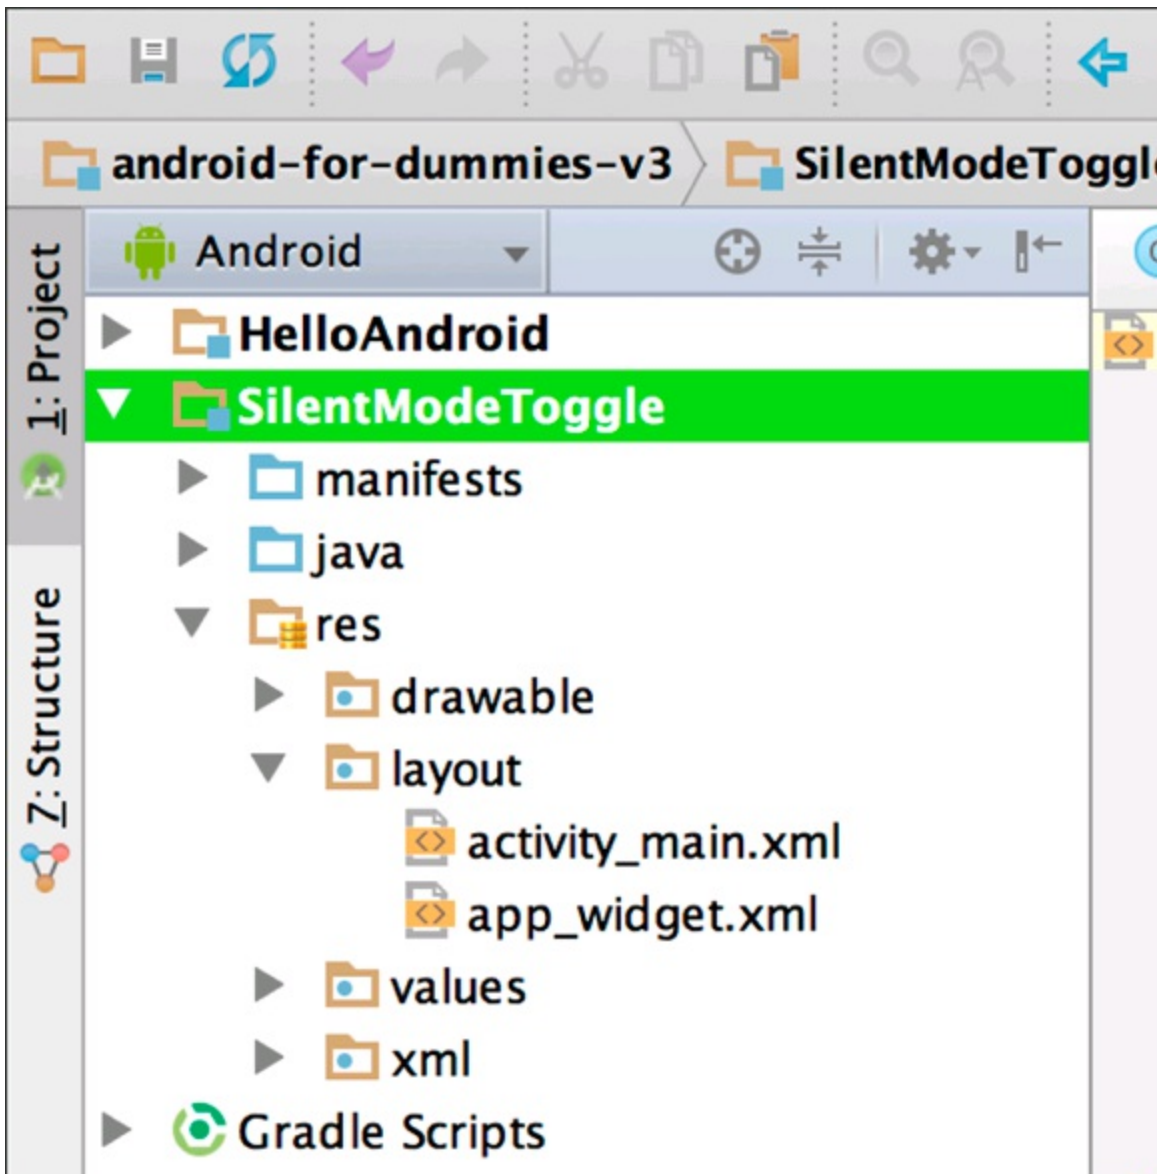 android-for-dummies-v3 SilentModeToggle
1: Project
7: Structure
Android
HelloAndroid
SilentModeToggle
manifests
java
res
drawable
layout
activity_main.xml
app_widget.xml
values
xml
Gradle Scripts